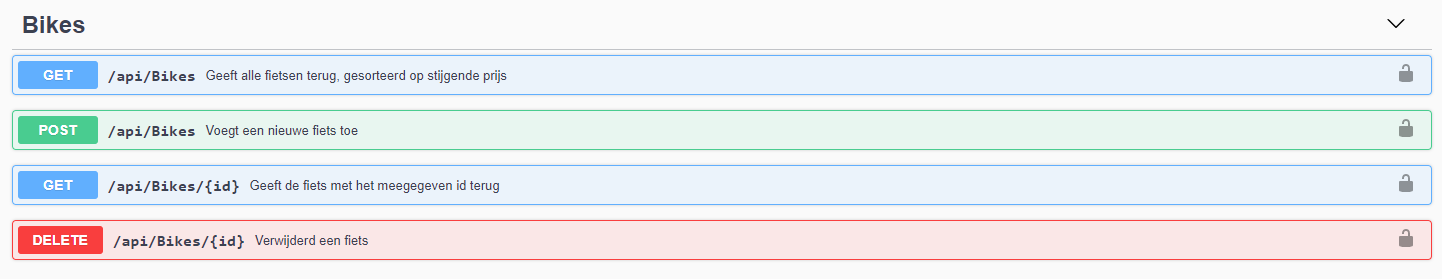 Bikes
GET /api/Bikes Geeft alle fietsen terug, gesorteerd op stijgende prijs
POST /api/Bikes Voegt een nieuwe fiets toe
GET /api/Bikes/{id} Geeft de fiets met het meegegeven id terug
DELETE /api/Bikes/{id} Verwijderd een fiets